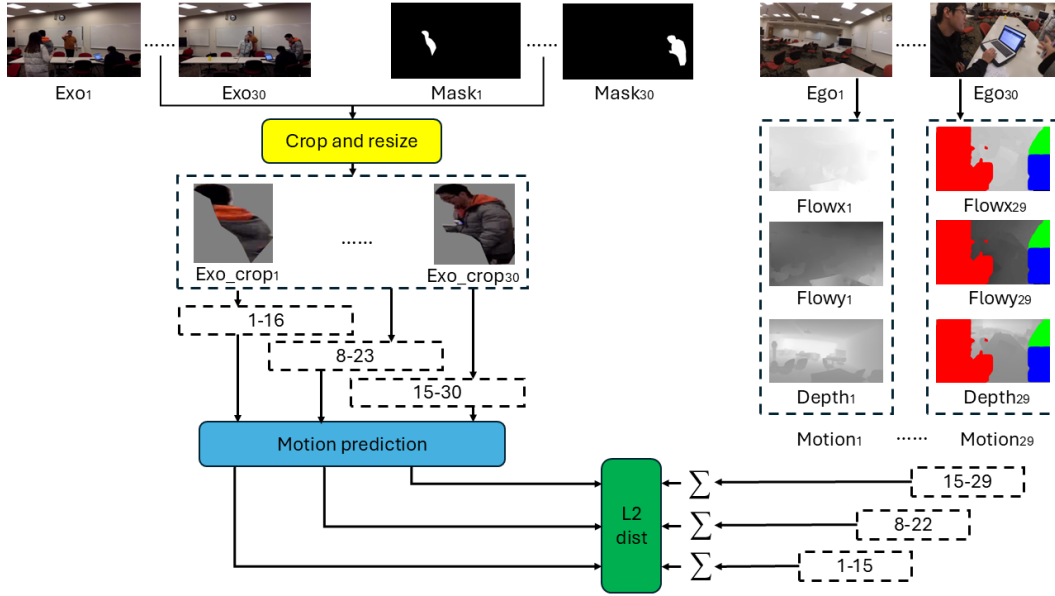 ...... ...... ......
Exo1 Exo30 Mask1 Mask30 Ego1 Ego30
Crop and resize
Flowx1 Flowx29
......
Exo_crop1 Exo_crop30
Flowy1 Flowy29
1-16
8-23
15-30
Depth1 Depth29
Motion prediction
Motion1 ...... Motion29
∑ 15-29
L2
dist
∑ 8-22
∑ 1-15